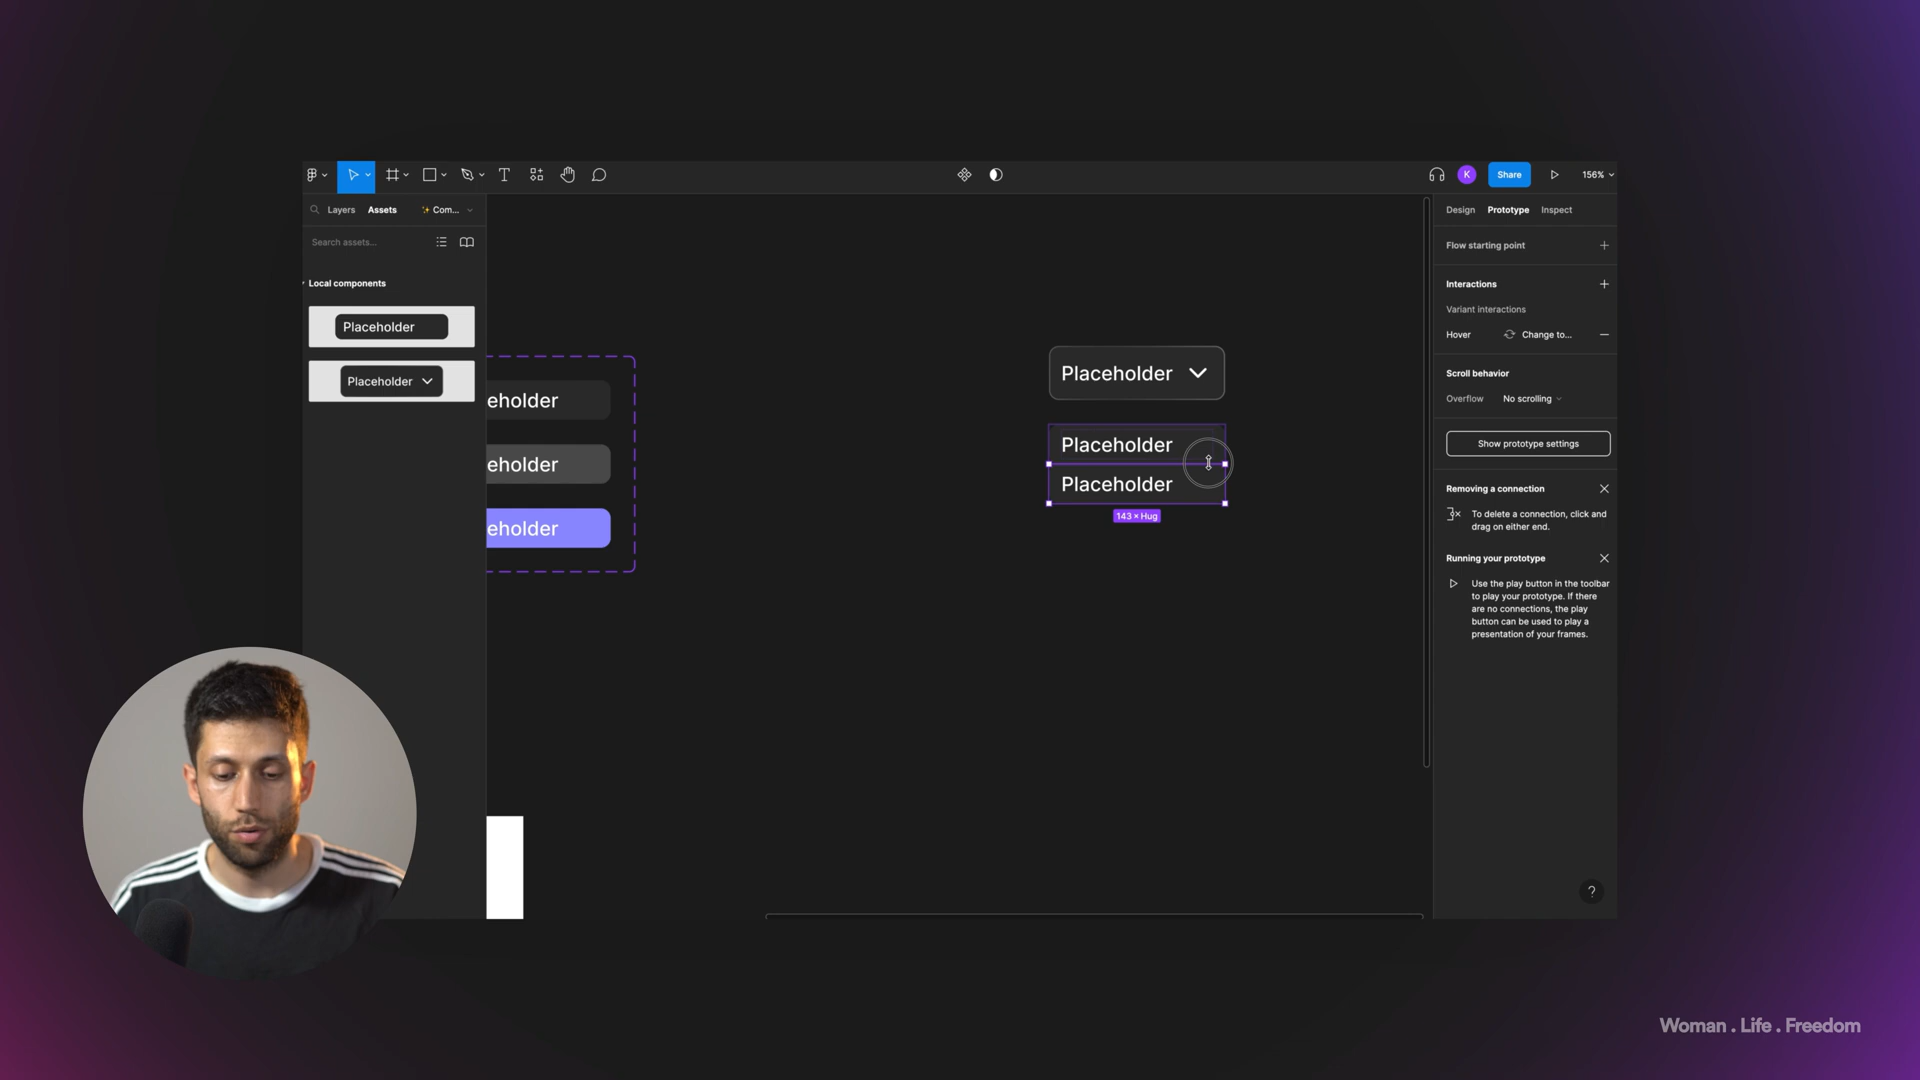 K
Share
156%
Layers
Assets
Com...
Search assets...
Local components
Placeholder
Placeholder
eholder
eholder
eholder
Placeholder
Placeholder
Placeholder
143 × Hug
Design
Prototype
Inspect
Flow starting point
Interactions
Variant interactions
Hover
Change to...
Scroll behavior
Overflow
No scrolling
Show prototype settings
Removing a connection
To delete a connection, click and
drag on either end.
Running your prototype
Use the play button in the toolbar
to play your prototype. If there
are no connections, the play
button can be used to play a
presentation of your frames.
?
Woman . Life . Freedom